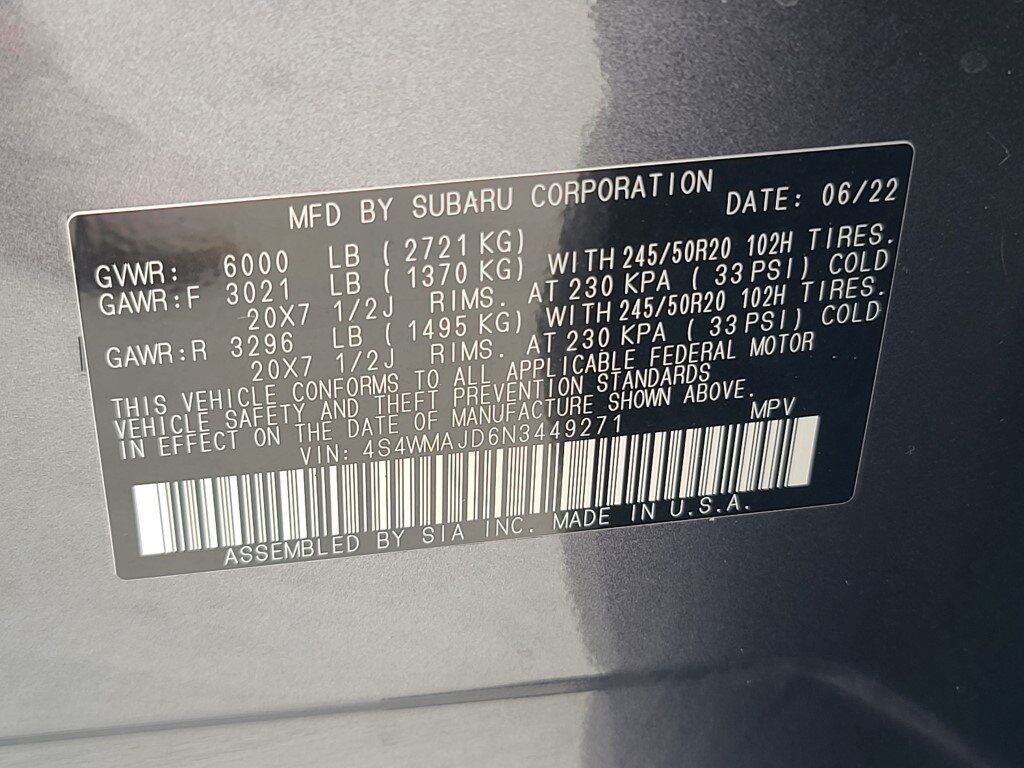 MFD BY SUBARU CORPORATION DATE: 06/22
GVWR: 6000 LB ( 2721 KG)
GAWR:F 3021 LB ( 1370 KG) WITH 245/50R20 102H TIRES.
20X7 1/2J RIMS. AT 230 KPA ( 33 PSI) COLD
GAWR:R 3296 LB ( 1495 KG) WITH 245/50R20 102H TIRES.
20X7 1/2J RIMS. AT 230 KPA ( 33 PSI) COLD
THIS VEHICLE CONFORMS TO ALL APPLICABLE FEDERAL MOTOR
VEHICLE SAFETY AND THEFT PREVENTION STANDARDS
IN EFFECT ON THE DATE OF MANUFACTURE SHOWN ABOVE.
VIN: 4S4WMAJD6N3449271 MPV
ASSEMBLED BY SIA INC. MADE IN U.S.A.